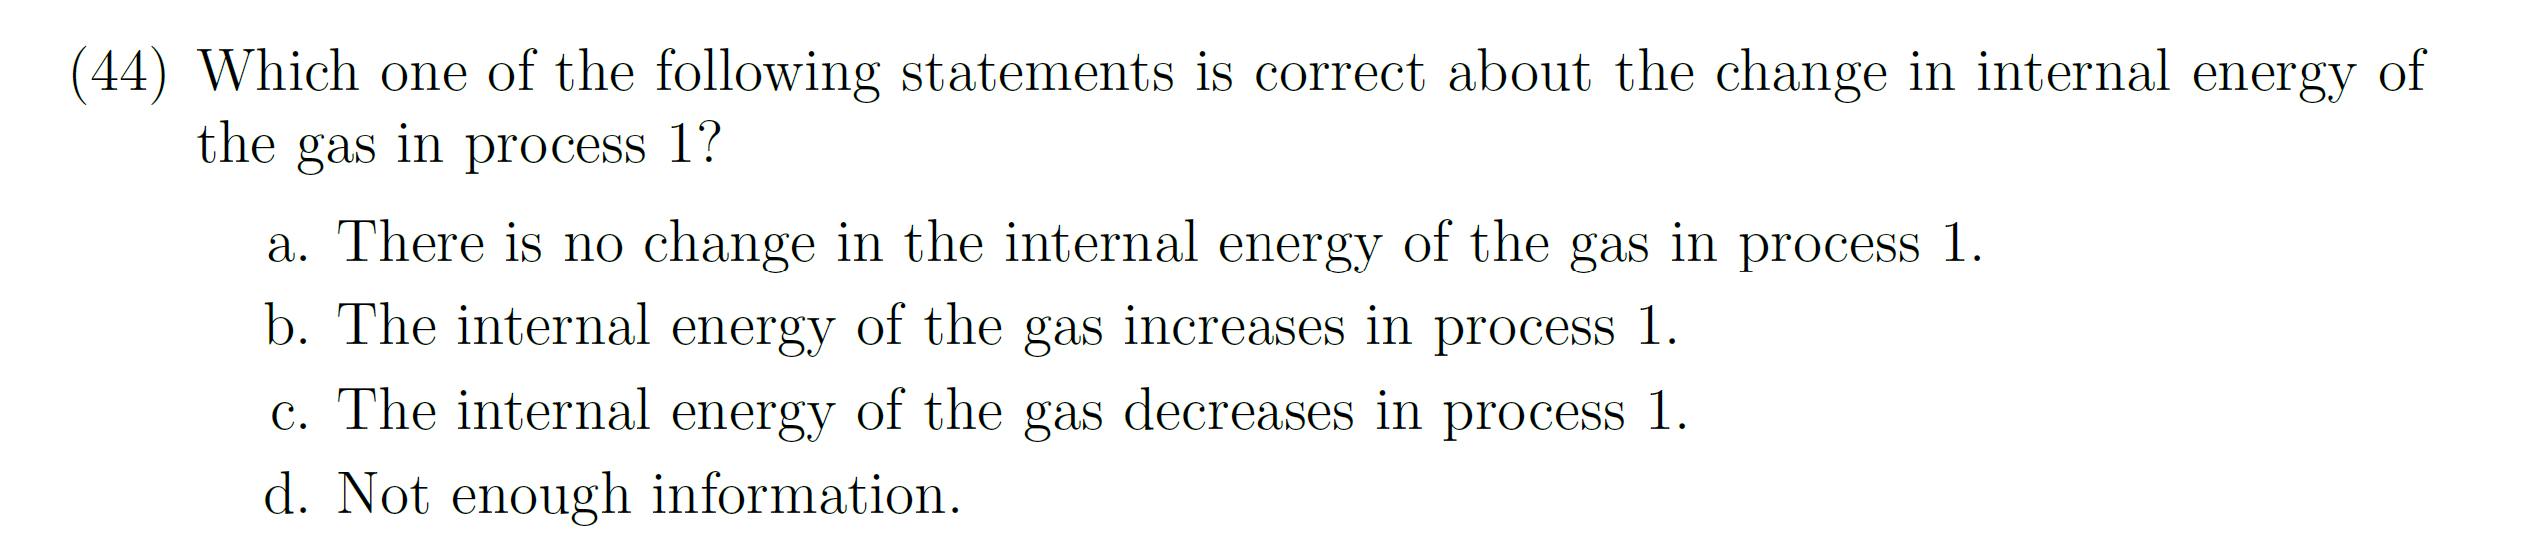 (44) Which one of the following statements is correct about the change in internal energy of
the gas in process 1?
a. There is no change in the internal energy of the gas in process 1.
b. The internal energy of the gas increases in process 1.
c. The internal energy of the gas decreases in process 1.
d. Not enough information.